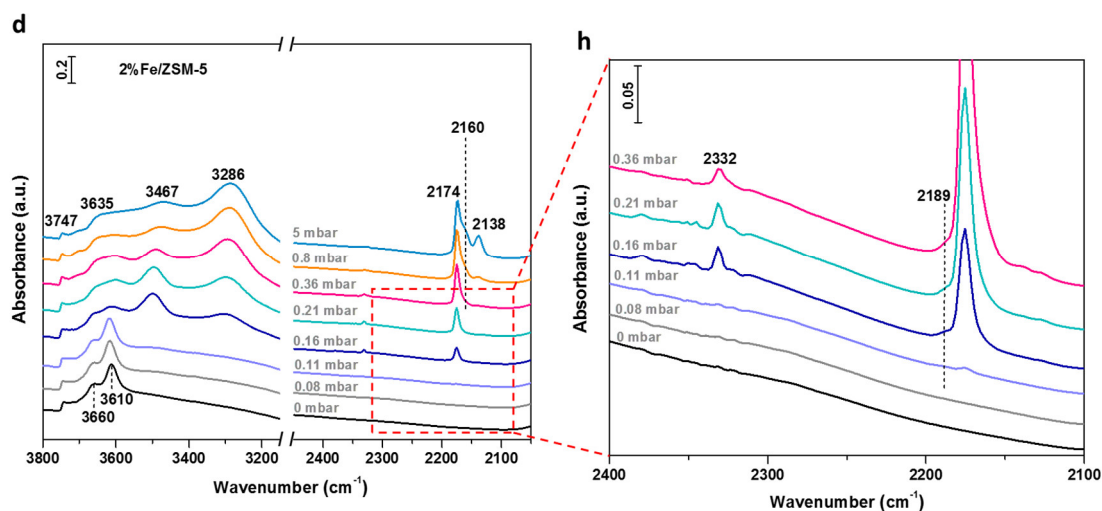 d
0.2
2%Fe/ZSM-5
3747
3635
3467
3286
2160
2174
2138
5 mbar
0.8 mbar
0.36 mbar
0.21 mbar
0.16 mbar
0.11 mbar
0.08 mbar
0 mbar
3610
3660
Absorbance (a.u.)
3800 3600 3400 3200 2400 2300 2200 2100
Wavenumber (cm⁻¹)
h
0.05
0.36 mbar
2332
2189
0.21 mbar
0.16 mbar
0.11 mbar
0.08 mbar
0 mbar
Absorbance (a.u.)
2400 2300 2200 2100
Wavenumber (cm⁻¹)